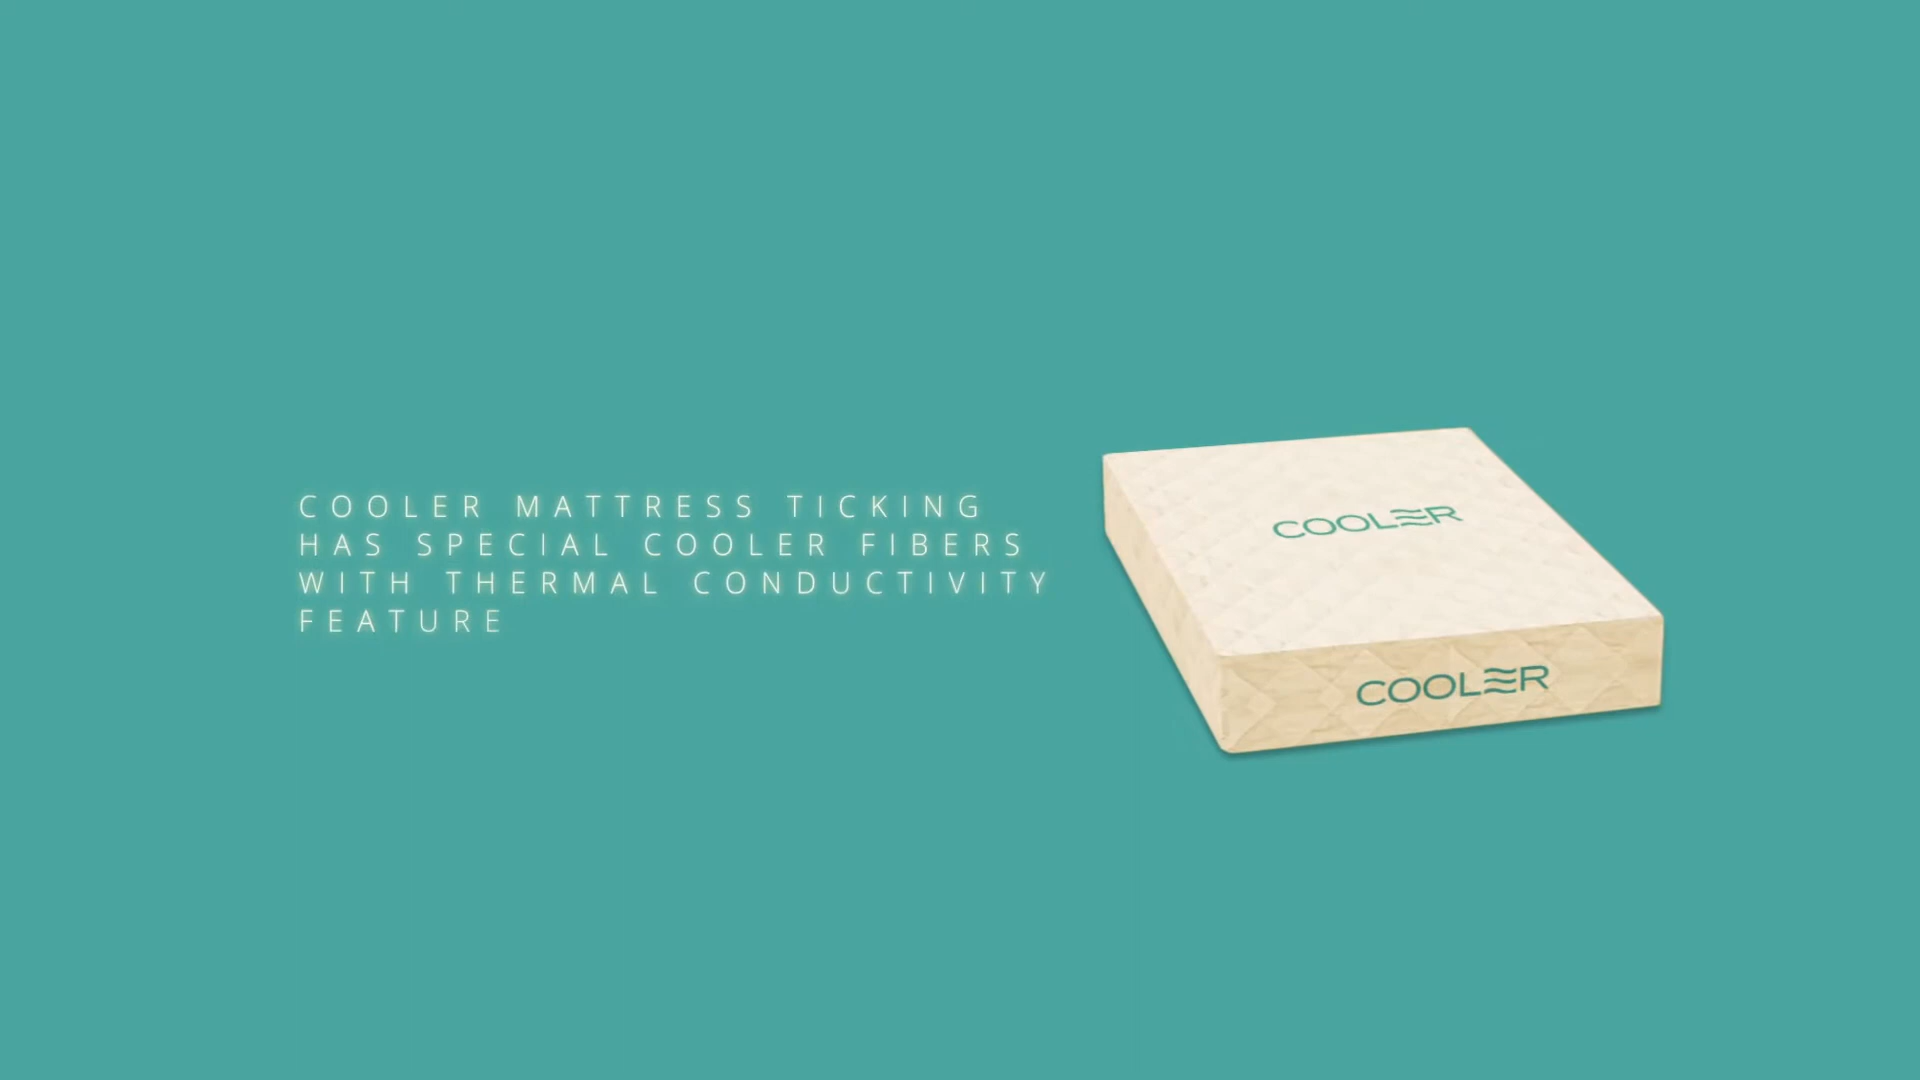 COOLER MATTRESS TICKING
HAS SPECIAL COOLER FIBERS
WITH THERMAL CONDUCTIVITY
FEATURE
COOLER
COOLER